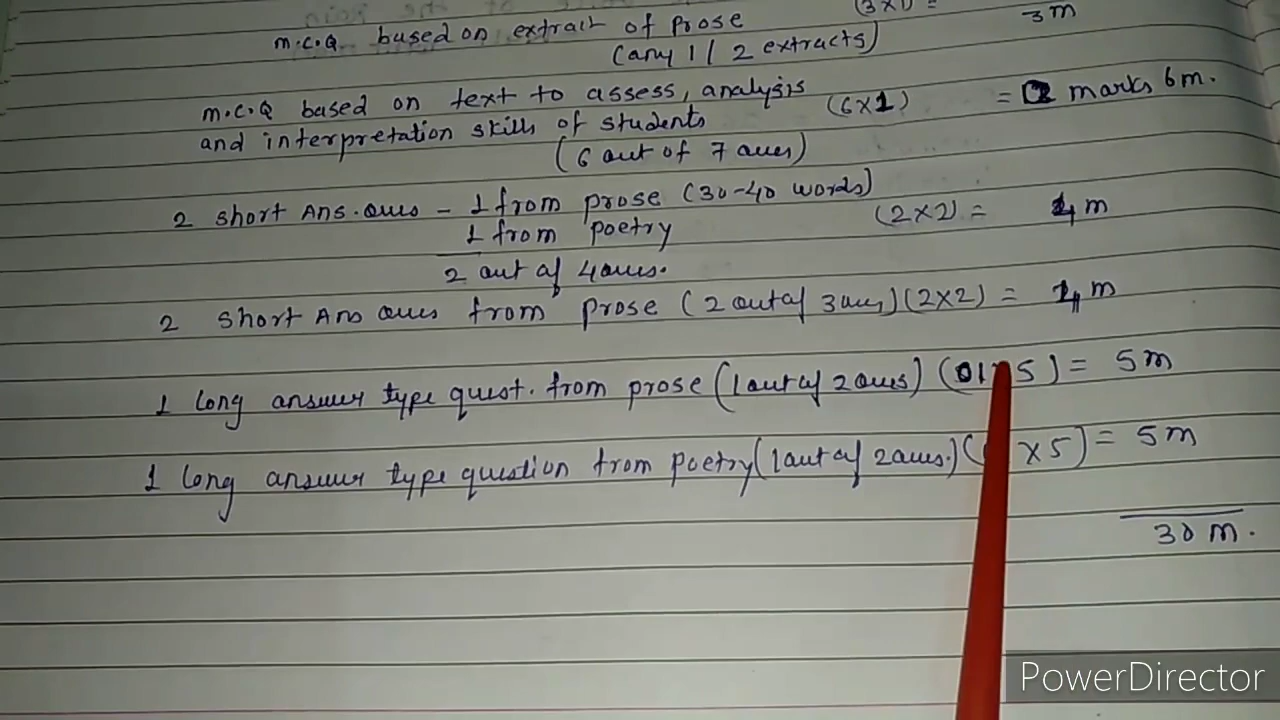 (3x1) =
m.c.Q based on extract of Prose 3m
(any 1 / 2 extracts)
m.c.Q based on text to assess, analysis
and interpretation skills of students (6x1) = marks 6m.
(6 out of 7 ques)
2 short Ans. Ques - 1 from prose (30-40 words)
1 from poetry (2x2) = 4m
2 out of 4 ques.
2 short Ans ques from prose (2 out of 3 ques) (2x2) = 4m
1 long answer type quest. from prose (1 out of 2 ques) (01x5) = 5m
1 long answer type question from poetry (1 out of 2 ques.) ( x5) = 5m
30 m.
PowerDirector